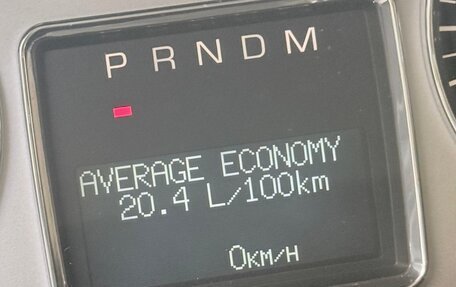 P R N D M
AVERAGE ECONOMY
20.4 L/100km
0KM/H